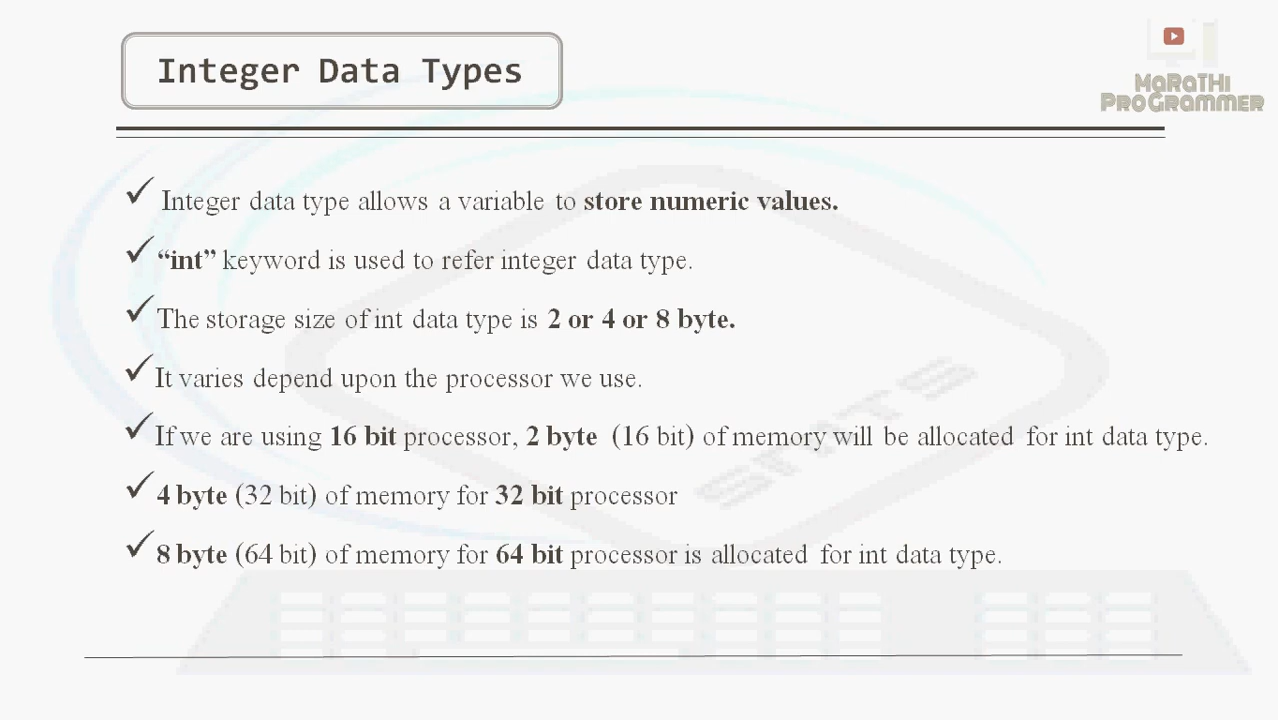 Integer Data Types
MaRaTHi
PRoGrammER
Integer data type allows a variable to store numeric values.
“int” keyword is used to refer integer data type.
The storage size of int data type is 2 or 4 or 8 byte.
It varies depend upon the processor we use.
If we are using 16 bit processor, 2 byte (16 bit) of memory will be allocated for int data type.
4 byte (32 bit) of memory for 32 bit processor
8 byte (64 bit) of memory for 64 bit processor is allocated for int data type.